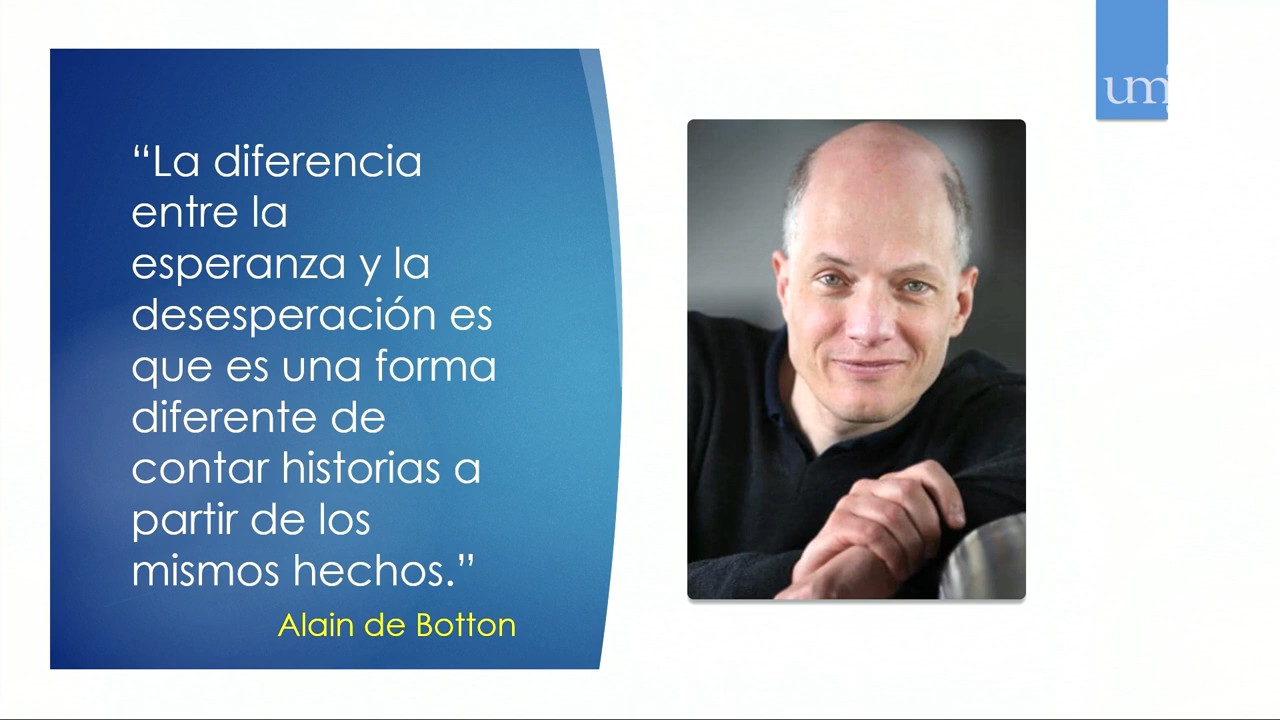 “La diferencia
entre la
esperanza y la
desesperación es
que es una forma
diferente de
contar historias a
partir de los
mismos hechos.”
Alain de Botton
um